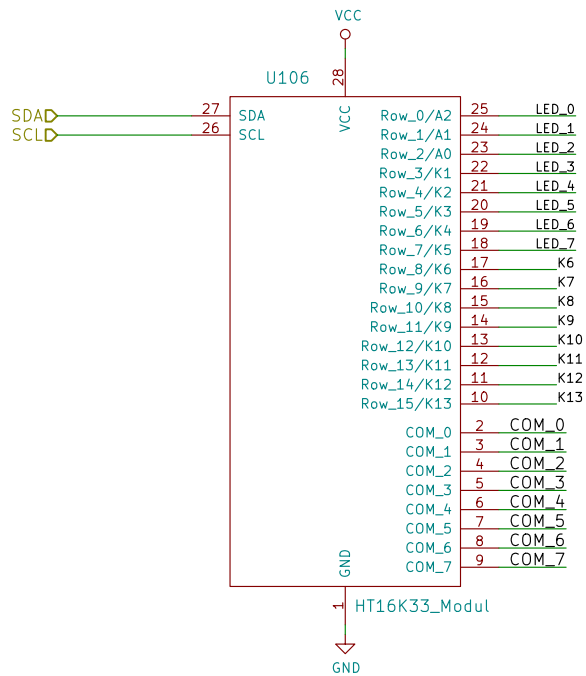 VCC
U106
28
VCC
SDA 27 SDA
SCL 26 SCL
Row_0/A2 25 LED_0
Row_1/A1 24 LED_1
Row_2/A0 23 LED_2
Row_3/K1 22 LED_3
Row_4/K2 21 LED_4
Row_5/K3 20 LED_5
Row_6/K4 19 LED_6
Row_7/K5 18 LED_7
Row_8/K6 17 K6
Row_9/K7 16 K7
Row_10/K8 15 K8
Row_11/K9 14 K9
Row_12/K10 13 K10
Row_13/K11 12 K11
Row_14/K12 11 K12
Row_15/K13 10 K13
COM_0 2 COM_0
COM_1 3 COM_1
COM_2 4 COM_2
COM_3 5 COM_3
COM_4 6 COM_4
COM_5 7 COM_5
COM_6 8 COM_6
COM_7 9 COM_7
GND
1
HT16K33_Modul
GND